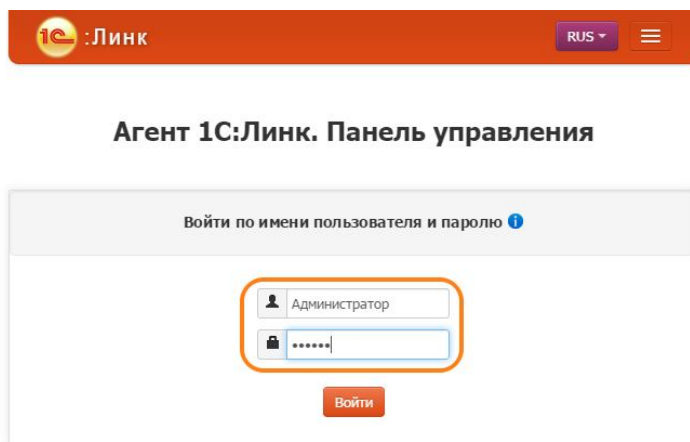 1С :Линк
RUS
Агент 1С:Линк. Панель управления
Войти по имени пользователя и паролю
Администратор
••••••
Войти